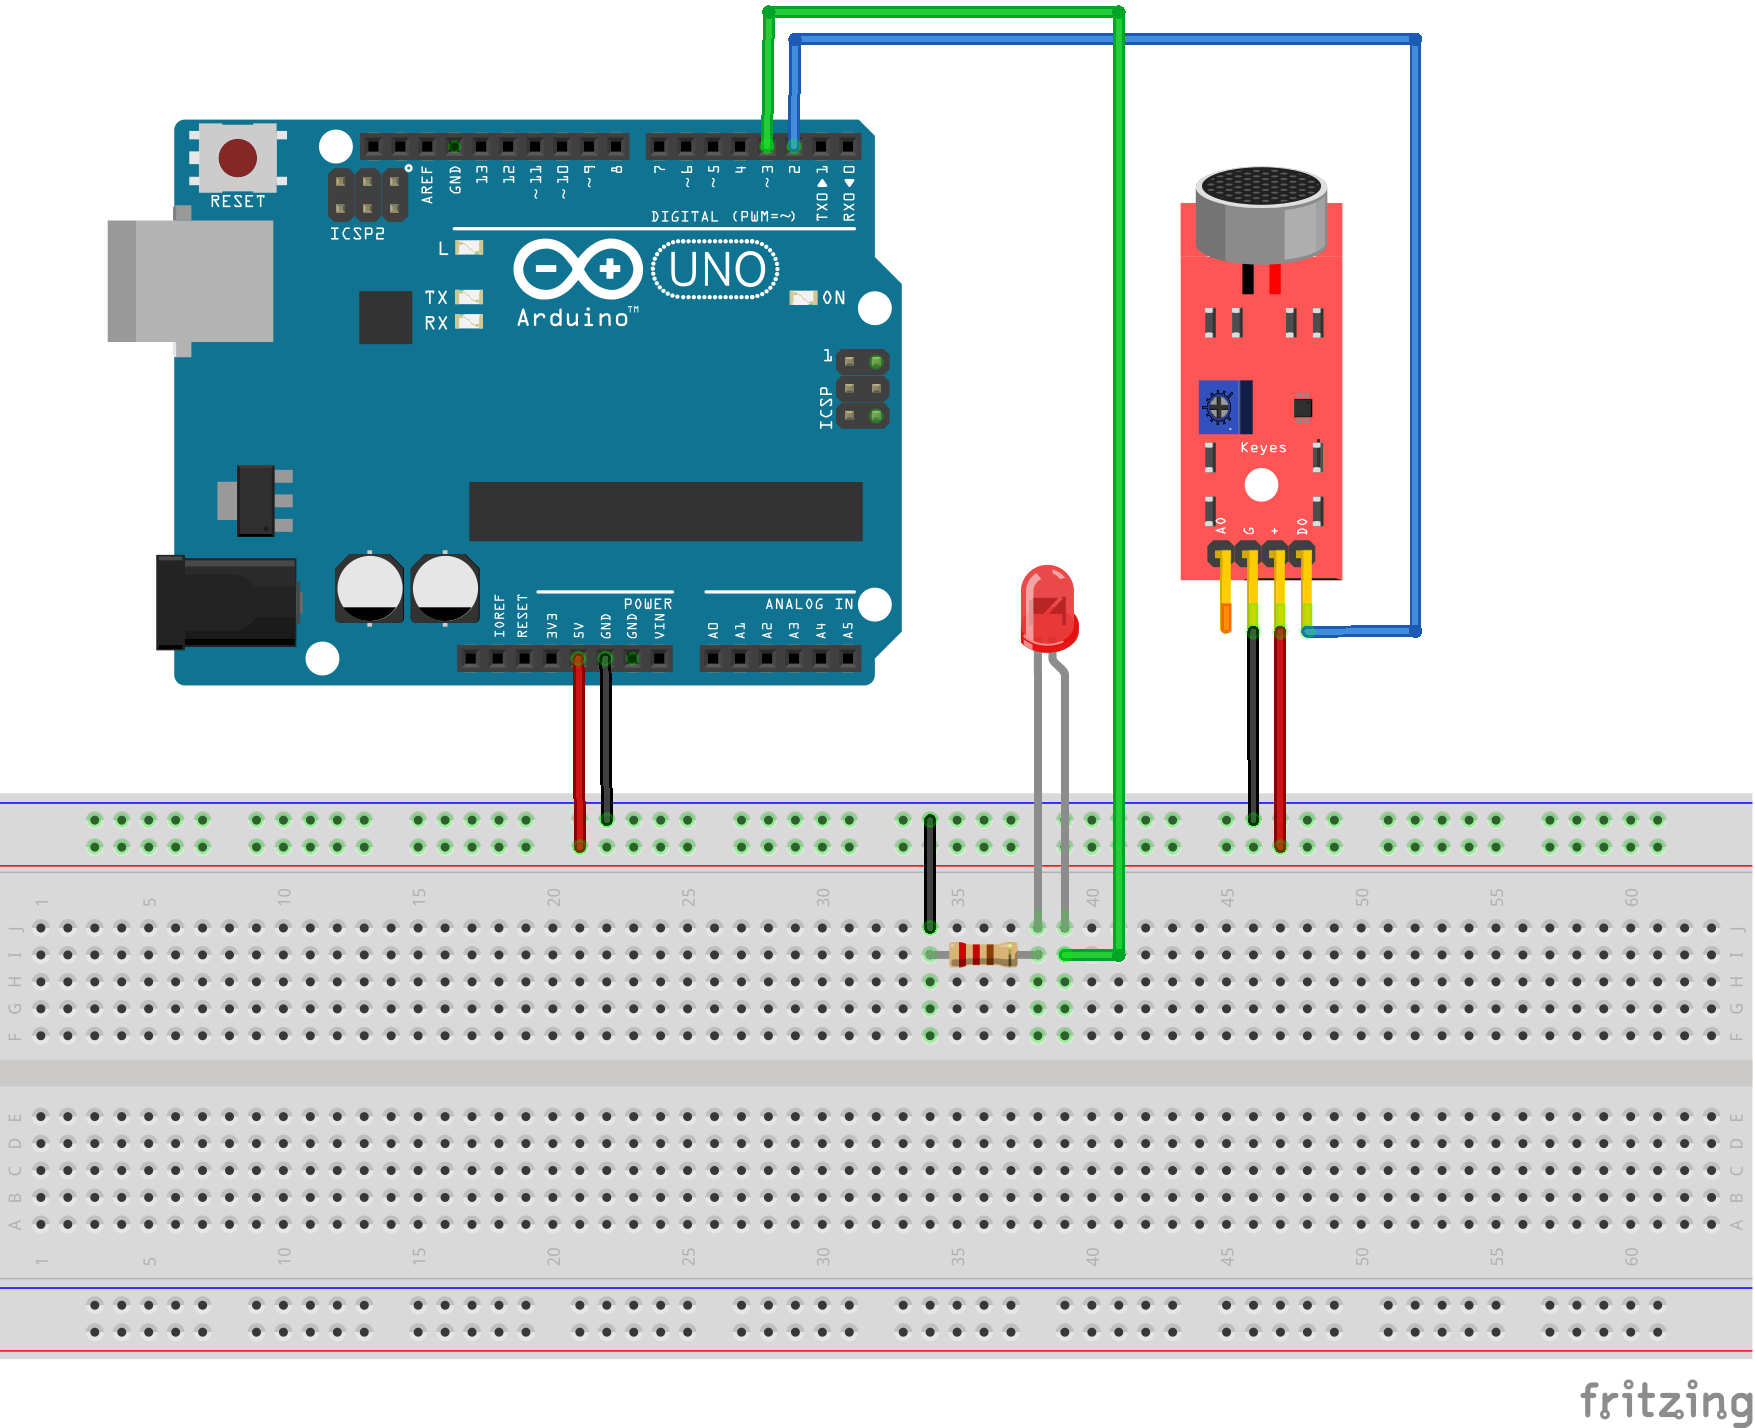 RESET
ICSP2
AREF
GND
13
12
~11
~10
~9
8
7
~6
~5
4
~3
2
TX0▶1
RX0◀0
DIGITAL (PWM=~)
L
TX
RX
UNO
ON
Arduino™
1
ICSP
IOREF
RESET
3V3
5V
GND
GND
VIN
POWER
ANALOG IN
A0
A1
A2
A3
A4
A5
Keyes
A0
G
+
D0
1 5 10 15 20 25 30 35 40 45 50 55 60
J J
I I
H H
G G
F F
E E
D D
C C
B B
A A
1 5 10 15 20 25 30 35 40 45 50 55 60
fritzing